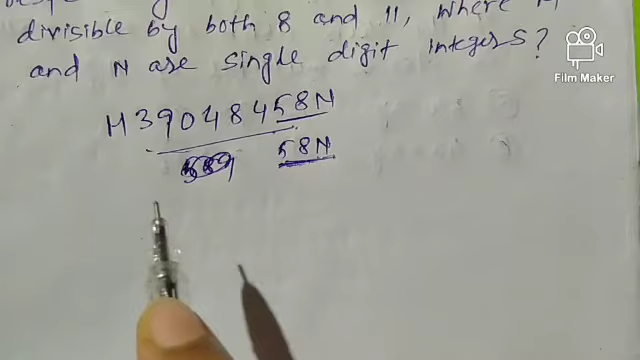 divisible by both 8 and 11, where M
and N are single digit integers?
Film Maker
M39048458N
58N